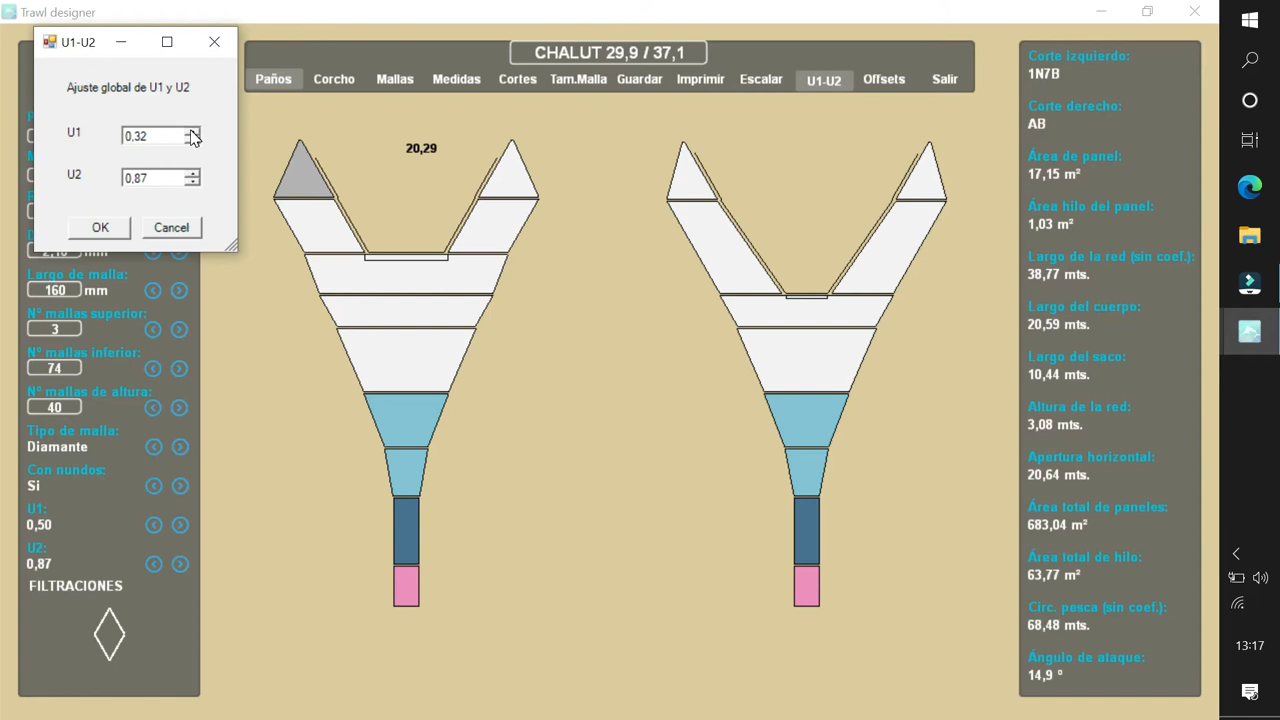 Trawl designer
U1-U2
Ajuste global de U1 y U2
U1
0,32
U2
0,87
OK
Cancel
CHALUT 29,9 / 37,1
Paños
Corcho
Mallas
Medidas
Cortes
Tam.Malla
Guardar
Imprimir
Escalar
U1-U2
Offsets
Salir
20,29
mm
Largo de malla:
160 mm
Nº mallas superior:
3
Nº mallas inferior:
74
Nº mallas de altura:
40
Tipo de malla:
Diamante
Con nundos:
Si
U1:
0,50
U2:
0,87
FILTRACIONES
Corte izquierdo:
1N7B
Corte derecho:
AB
Área de panel:
17,15 m²
Área hilo del panel:
1,03 m²
Largo de la red (sin coef.):
38,77 mts.
Largo del cuerpo:
20,59 mts.
Largo del saco:
10,44 mts.
Altura de la red:
3,08 mts.
Apertura horizontal:
20,64 mts.
Área total de paneles:
683,04 m²
Área total de hilo:
63,77 m²
Circ. pesca (sin coef.):
68,48 mts.
Ángulo de ataque:
14,9 º
13:17